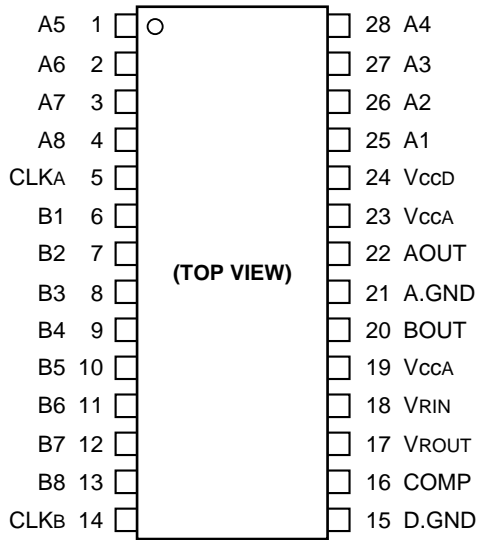 A5 1 28 A4
A6 2 27 A3
A7 3 26 A2
A8 4 25 A1
CLKA 5 24 VCCD
B1 6 23 VCCA
B2 7 22 AOUT
(TOP VIEW)
B3 8 21 A.GND
B4 9 20 BOUT
B5 10 19 VCCA
B6 11 18 VRIN
B7 12 17 VROUT
B8 13 16 COMP
CLKB 14 15 D.GND